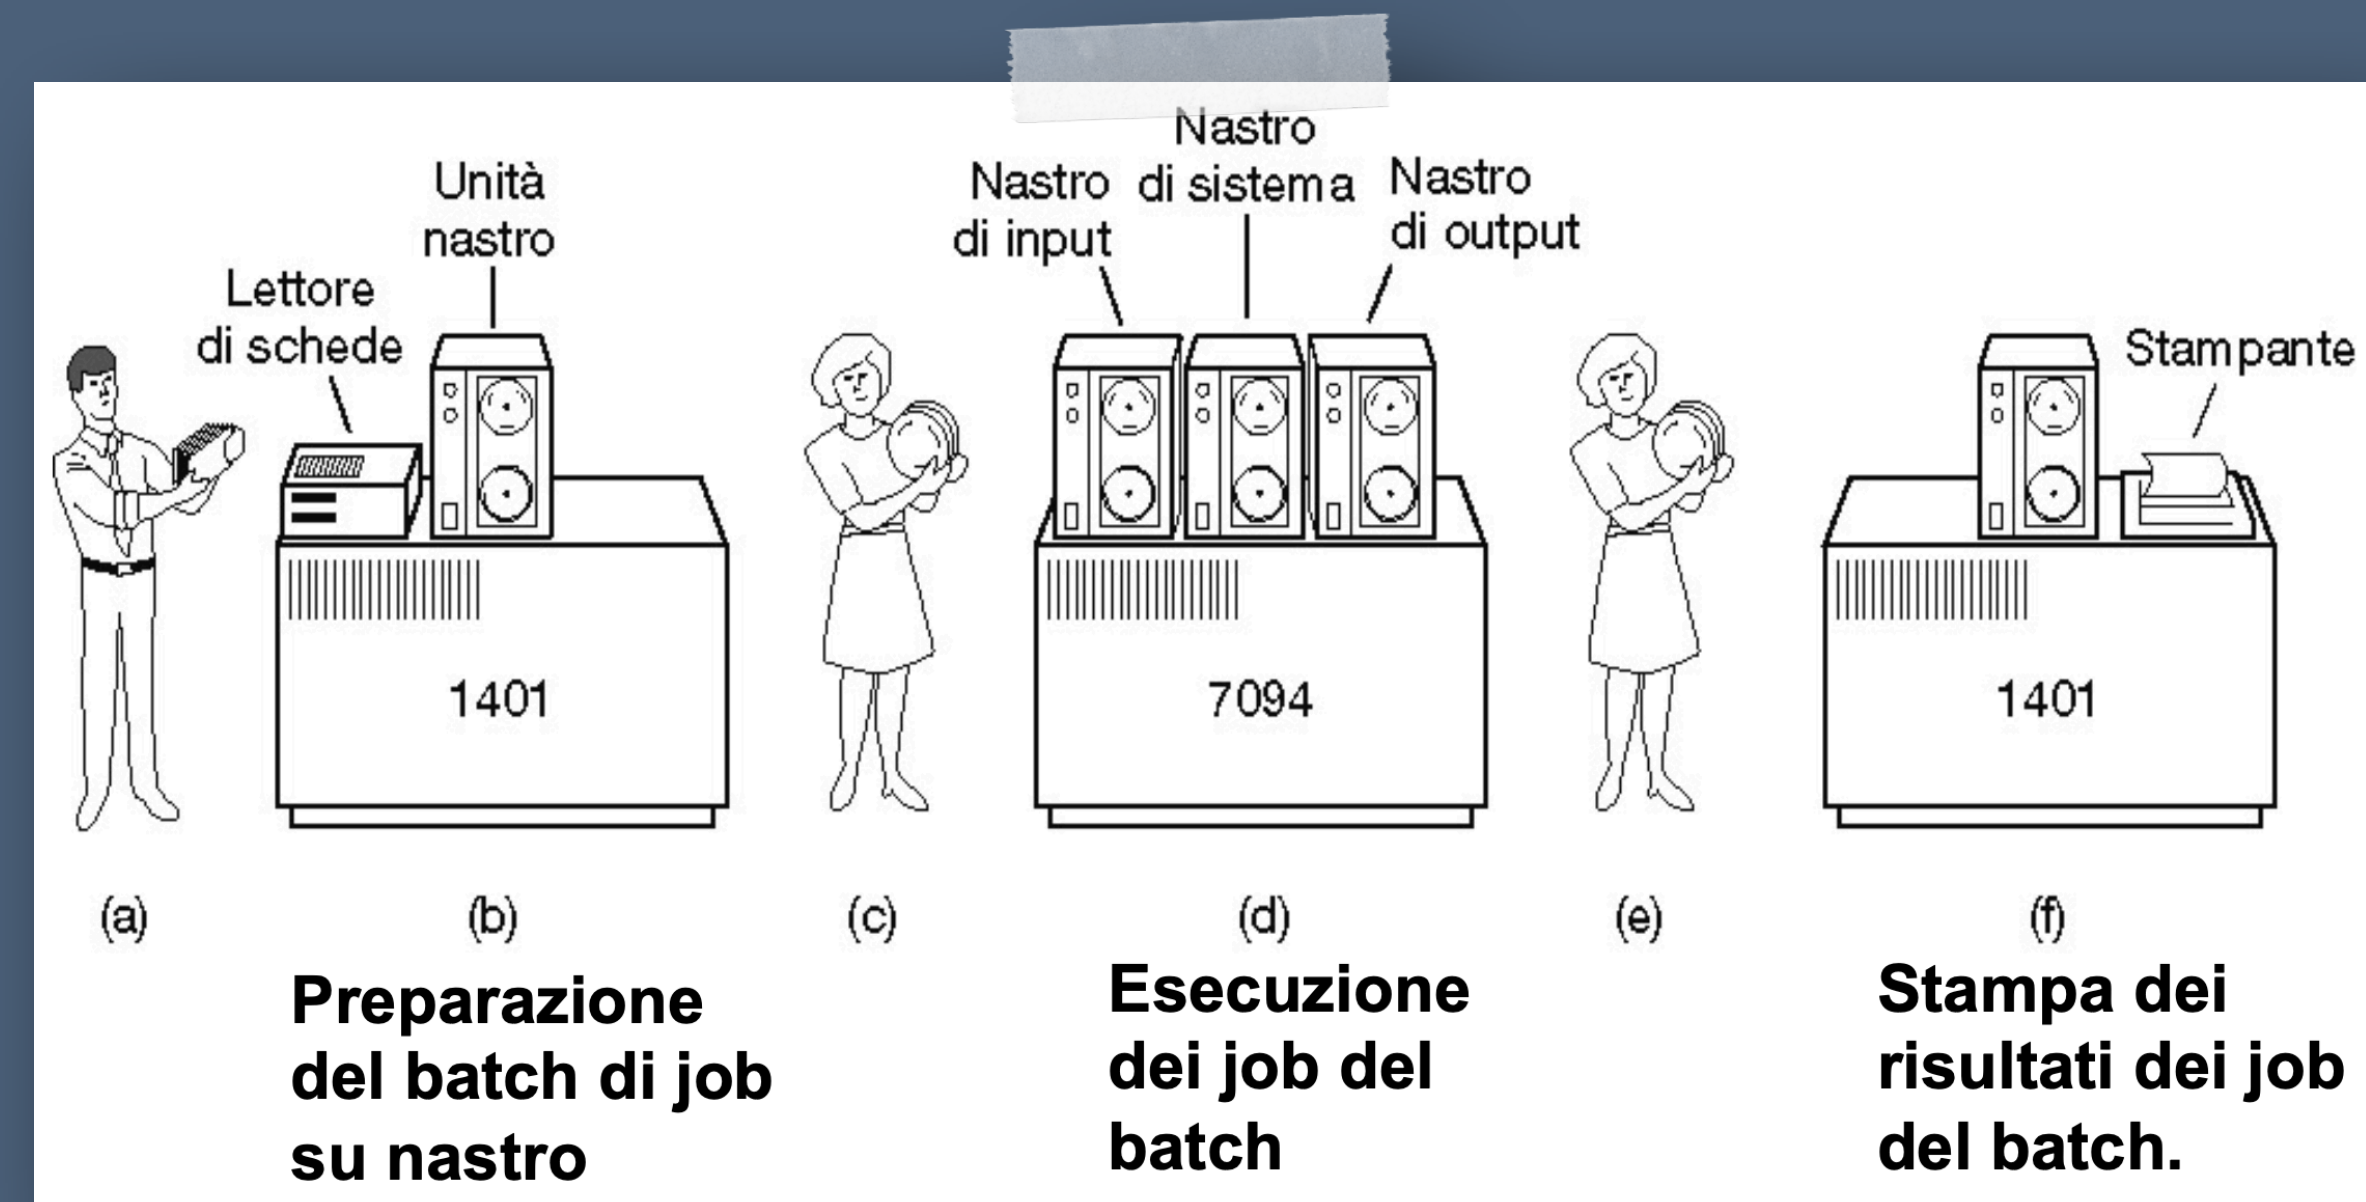 Lettore
di schede
Unità
nastro
Nastro
di input
Nastro
di sistema
Nastro
di output
Stampante
1401
7094
1401
(a)
(b)
(c)
(d)
(e)
(f)
Preparazione
del batch di job
su nastro
Esecuzione
dei job del
batch
Stampa dei
risultati dei job
del batch.